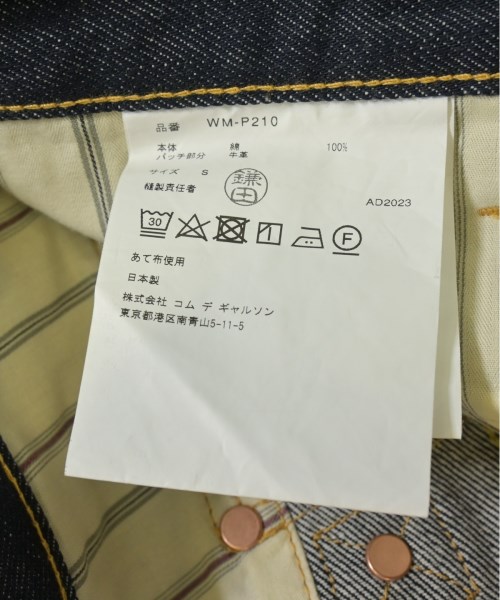 品番 WM-P210
本体 綿 100%
パッチ部分 牛革
サイズ S
縫製責任者 鎌田
AD2023
30 F
あて布使用
日本製
株式会社 コム デ ギャルソン
東京都港区南青山5-11-5